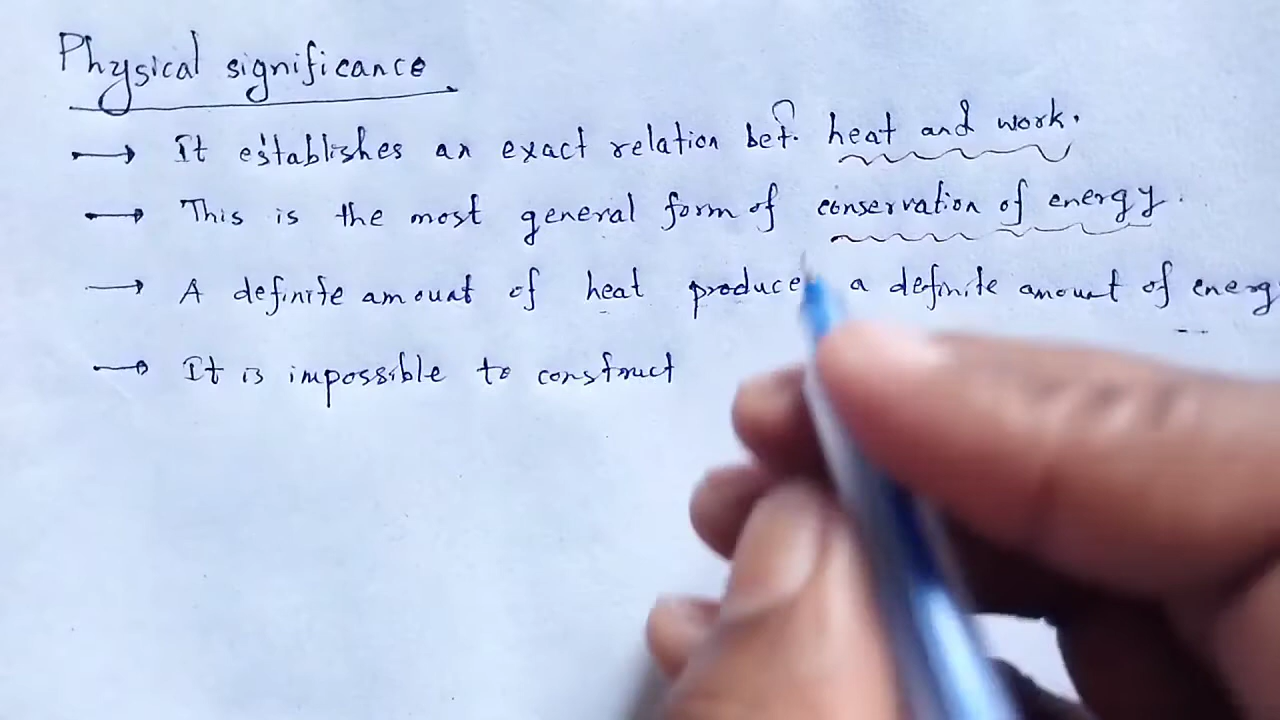 Physical significance
→ It establishes an exact relation bet. heat and work.
→ This is the most general form of conservation of energy.
→ A definite amount of heat produce a definite amount of energ
→ It is impossible to construct